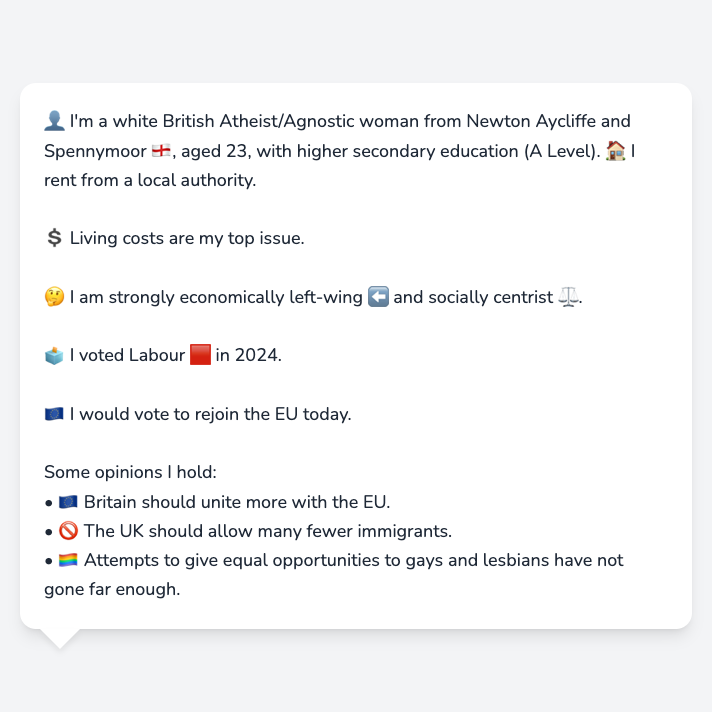 👤 I'm a white British Atheist/Agnostic woman from Newton Aycliffe and
Spennymoor 🏴󠁧󠁢󠁥󠁮󠁧󠁿, aged 23, with higher secondary education (A Level). 🏠 I
rent from a local authority.
💲 Living costs are my top issue.
🤔 I am strongly economically left-wing ⬅️ and socially centrist ⚖️.
🗳️ I voted Labour 🟥 in 2024.
🇪🇺 I would vote to rejoin the EU today.
Some opinions I hold:
• 🇪🇺 Britain should unite more with the EU.
• 🚫 The UK should allow many fewer immigrants.
• 🏳️‍🌈 Attempts to give equal opportunities to gays and lesbians have not
gone far enough.